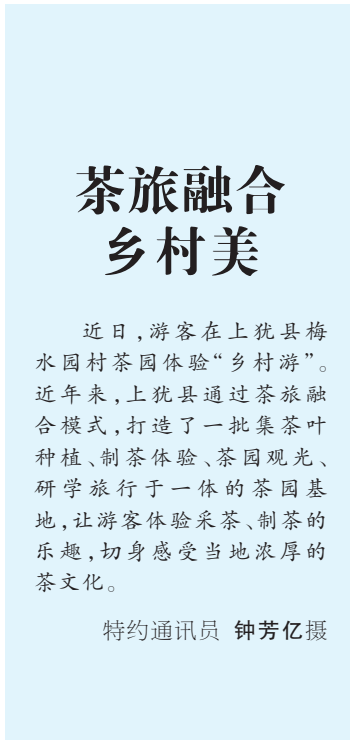 茶旅融合
乡村美
近日,游客在上犹县梅
水园村茶园体验“乡村游”。
近年来,上犹县通过茶旅融
合模式,打造了一批集茶叶
种植、制茶体验、茶园观光、
研学旅行于一体的茶园基
地,让游客体验采茶、制茶的
乐趣,切身感受当地浓厚的
茶文化。
特约通讯员 钟芳亿摄